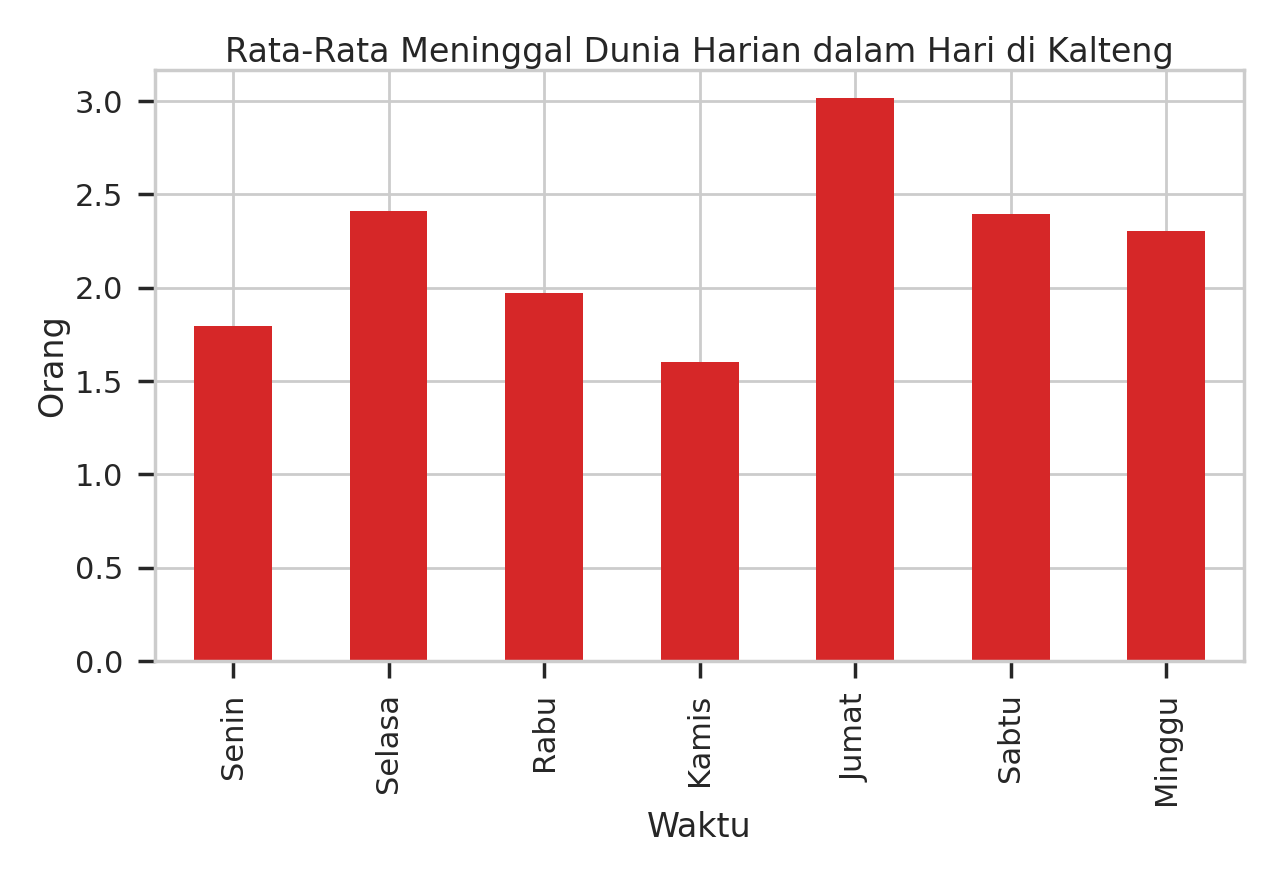 Rata-Rata Meninggal Dunia Harian dalam Hari di Kalteng
3.0
2.5
2.0
1.5
1.0
0.5
0.0
Orang
Senin
Selasa
Rabu
Kamis
Jumat
Sabtu
Minggu
Waktu